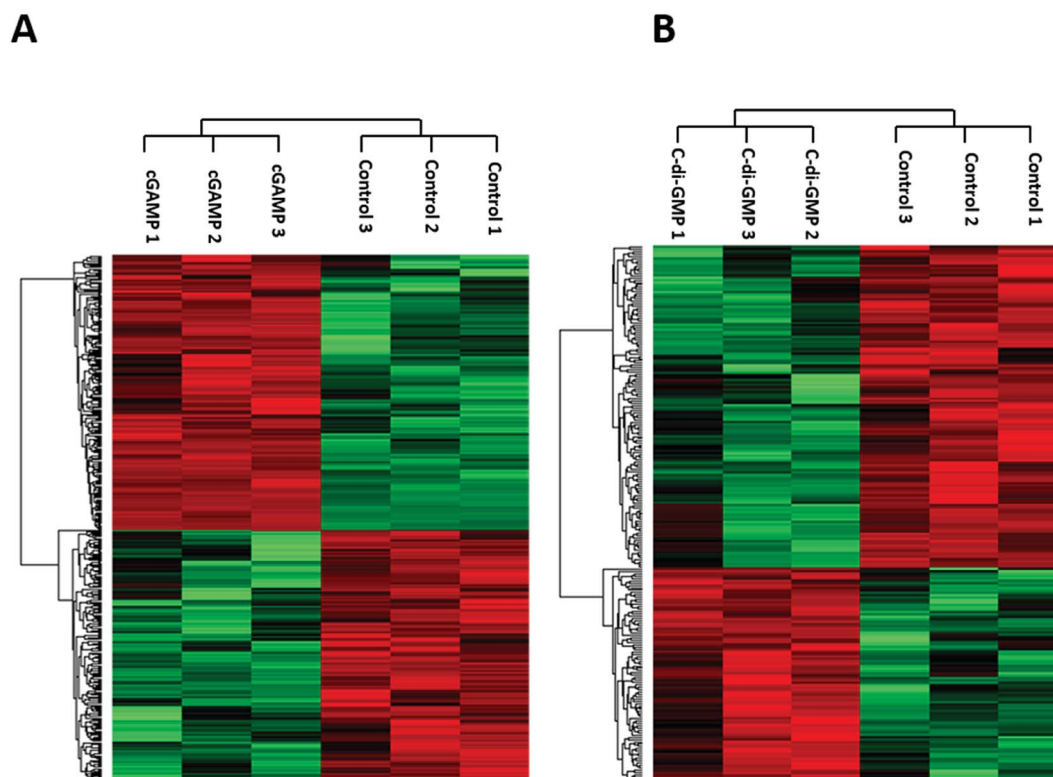 A
B
cGAMP 1
cGAMP 2
cGAMP 3
Control 3
Control 2
Control 1
C-di-GMP 1
C-di-GMP 3
C-di-GMP 2
Control 3
Control 2
Control 1